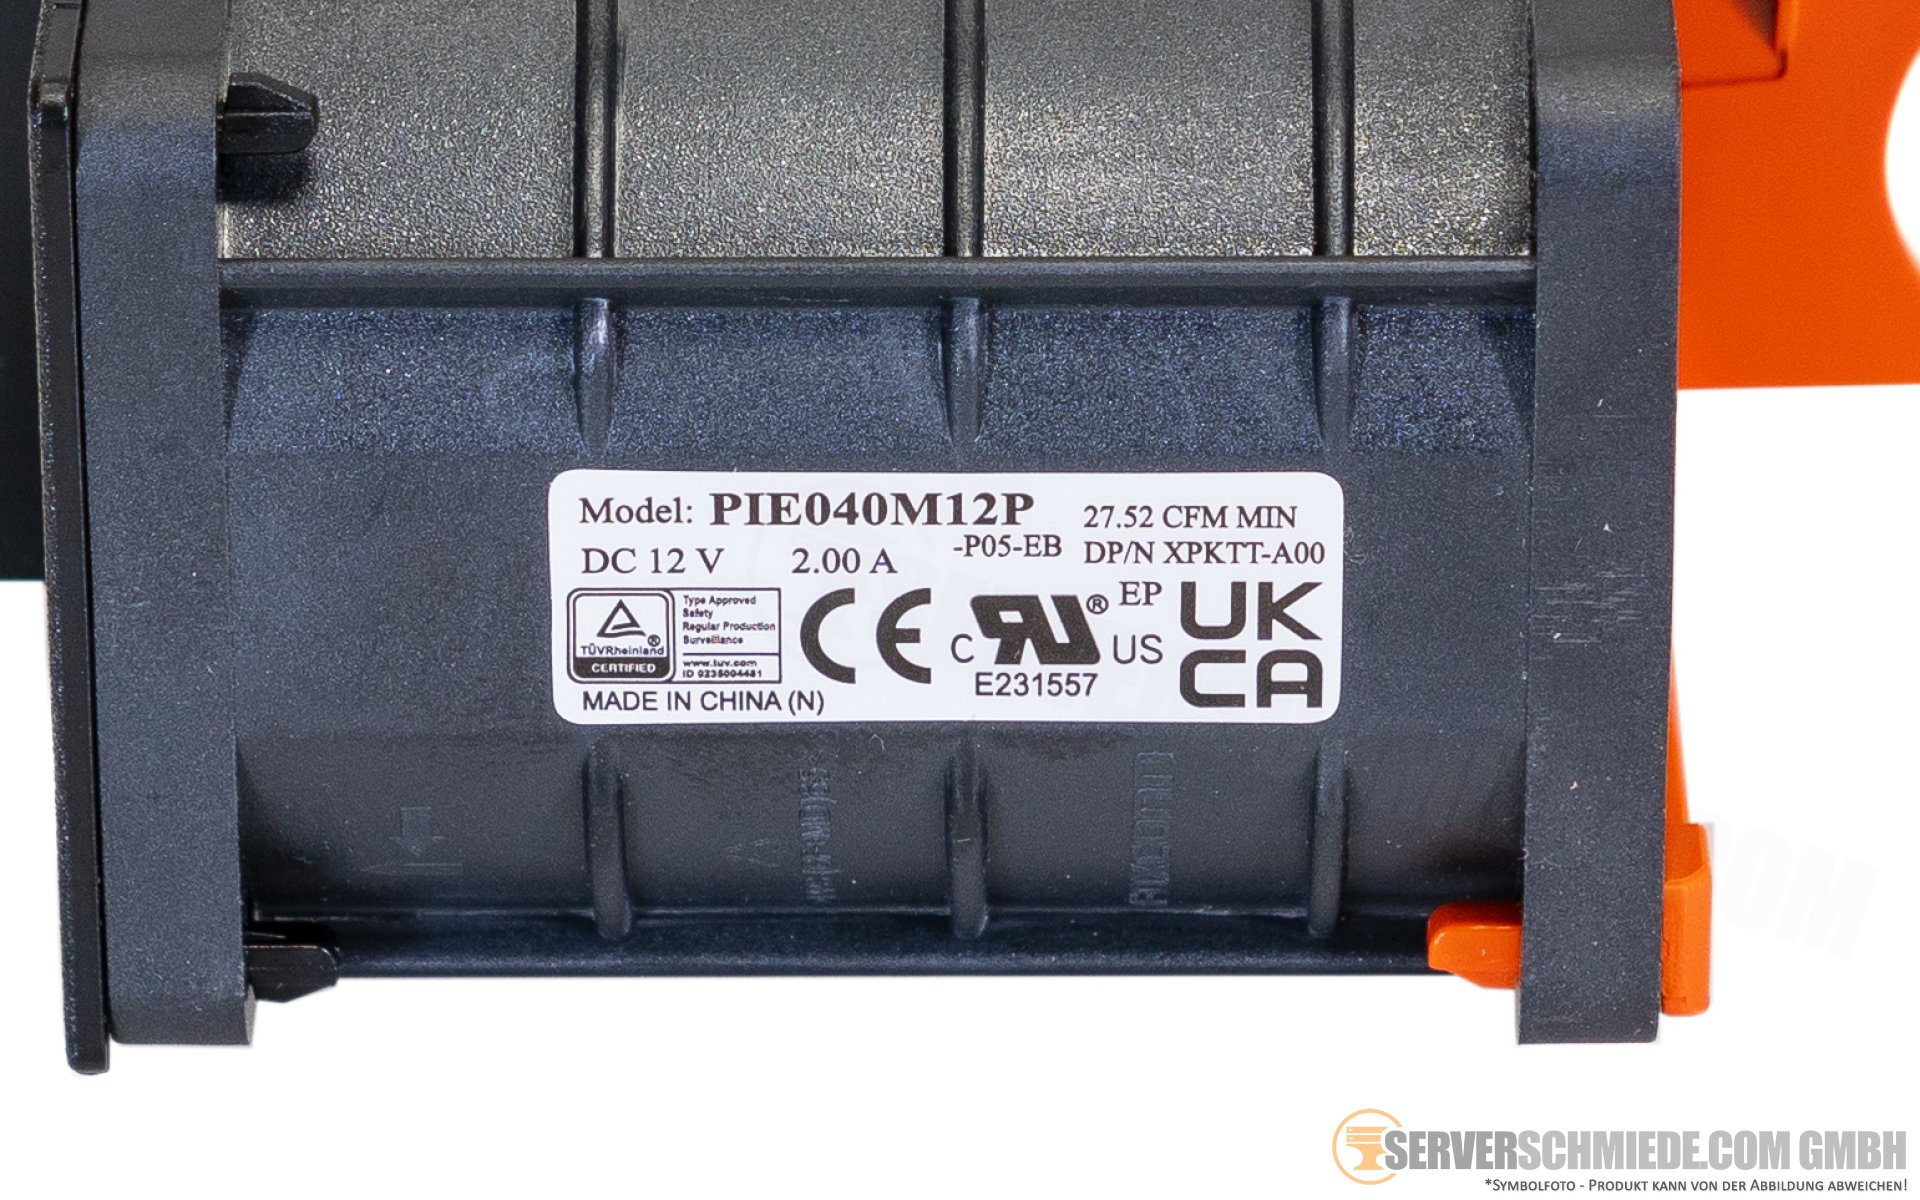 Model: PIE040M12P
27.52 CFM MIN
-P05-EB
DP/N XPKTT-A00
DC 12 V 2.00 A
Type Approved
Safety
Regular Production
Surveillance
TÜVRheinland®
CERTIFIED
www.tuv.com
CE
C RU® US
EP
E231557
UK
CA
MADE IN CHINA (N)
SERVERSCHMIEDE.COM GMBH
*SYMBOLFOTO - PRODUKT KANN VON DER ABBILDUNG ABWEICHEN!